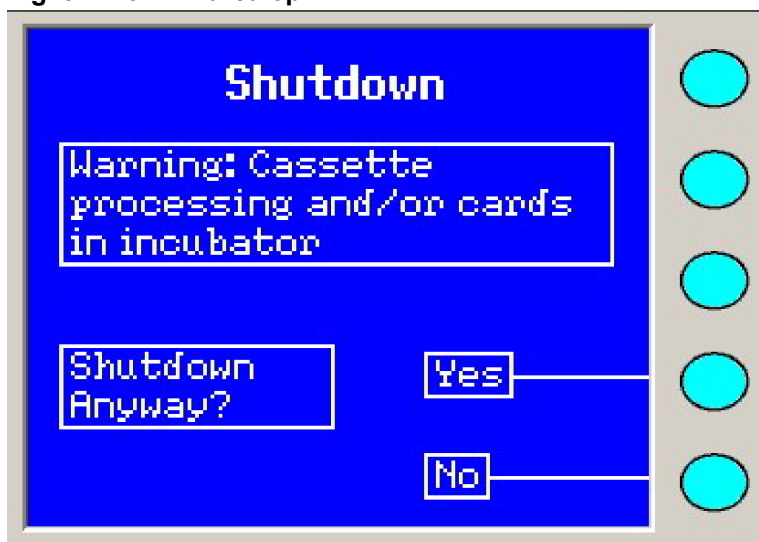 Shutdown
Warning: Cassette
processing and/or cards
in incubator
Shutdown
Anyway?
Yes
No